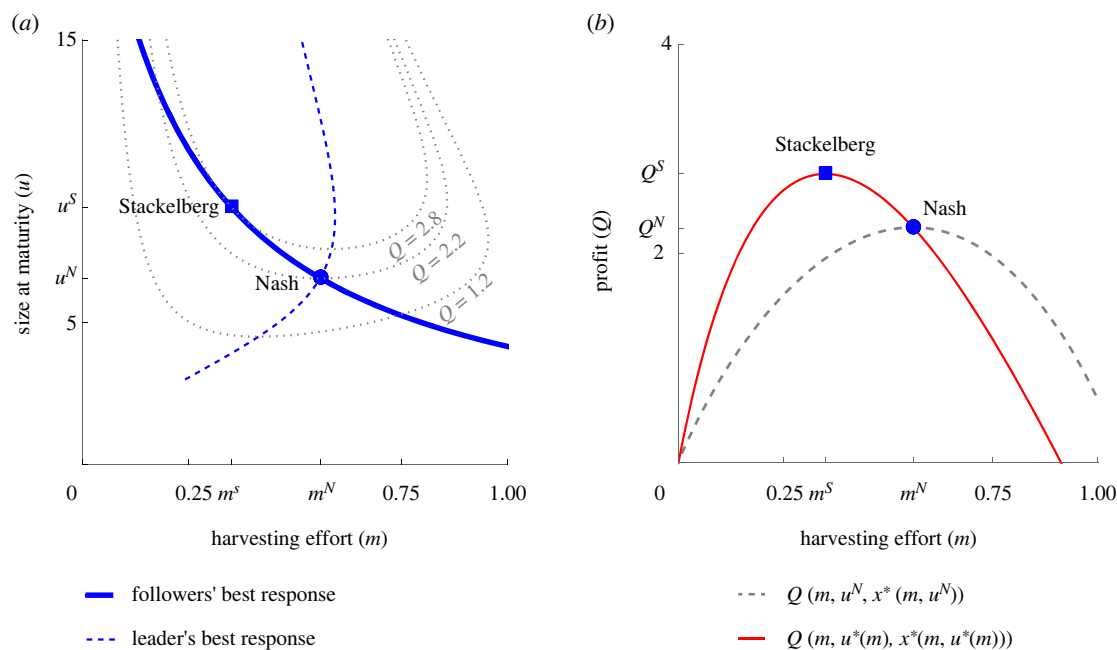 (a)
15
u^S
Stackelberg
u^N
Nash
5
size at maturity (u)
Q = 2.8
Q = 2.2
Q = 1.2
0
0.25 m^s
m^N
0.75
1.00
harvesting effort (m)
followers' best response
leader's best response
(b)
4
Stackelberg
Q^S
Nash
Q^N
2
profit (Q)
0
0.25 m^S
m^N
0.75
1.00
harvesting effort (m)
Q (m, u^N, x* (m, u^N))
Q (m, u*(m), x*(m, u*(m)))